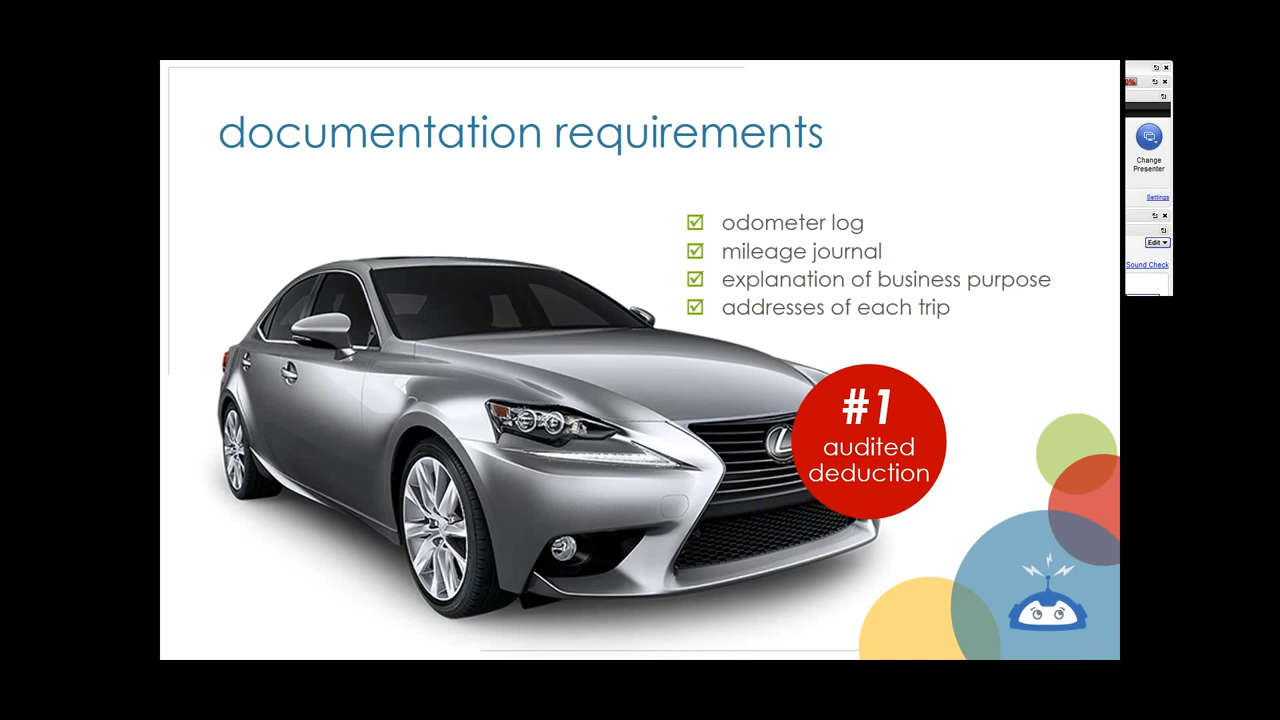 documentation requirements
odometer log
mileage journal
explanation of business purpose
addresses of each trip
#1
audited
deduction
0%
Change
Presenter
Settings
Edit
Sound Check